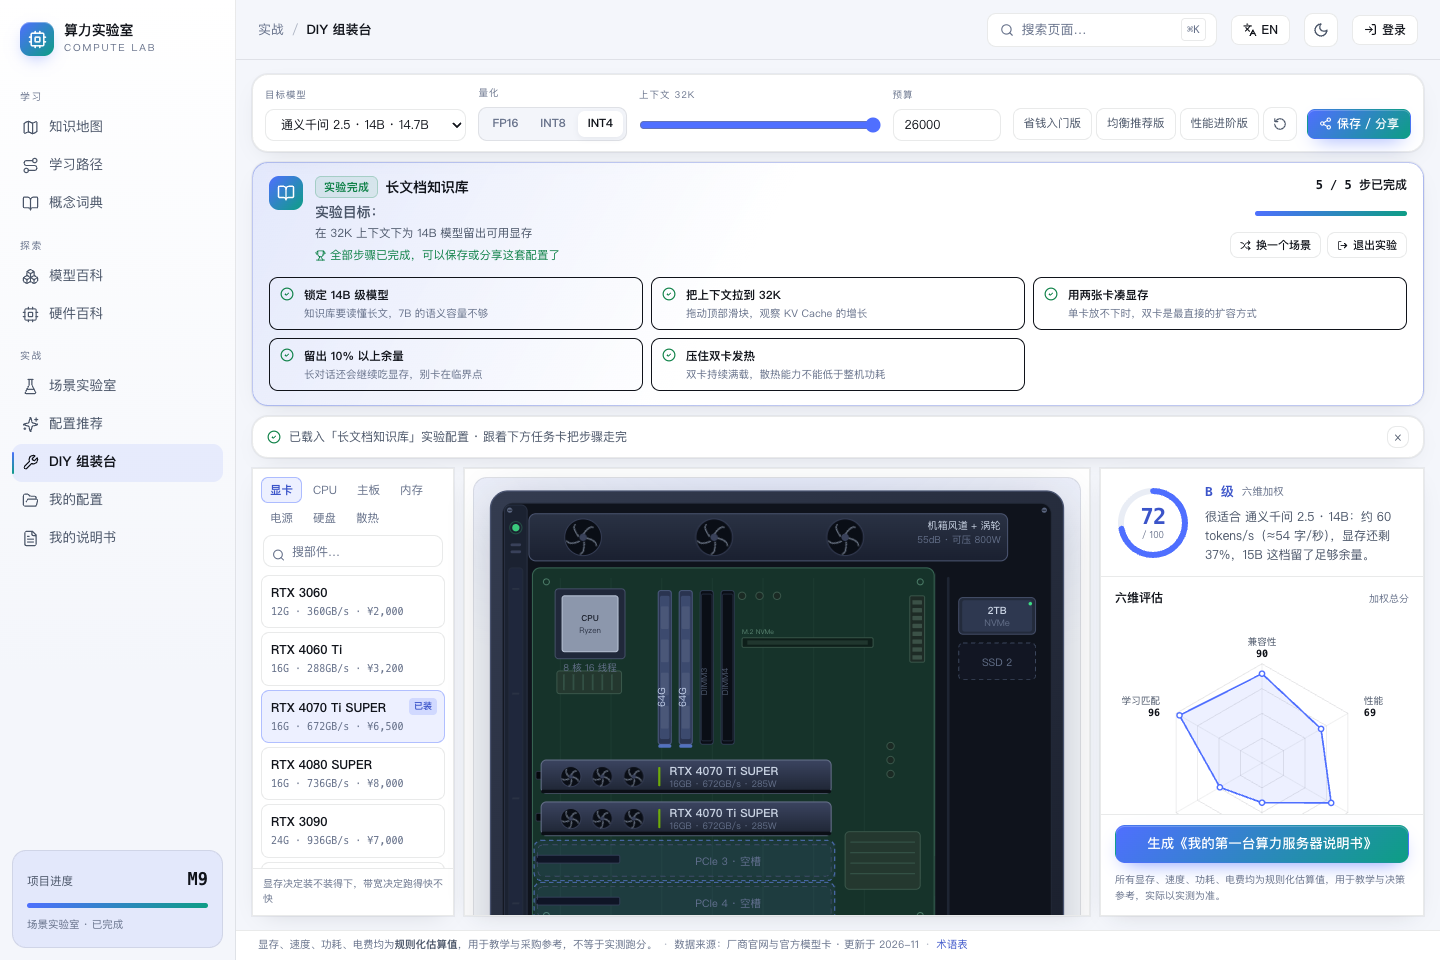 算力实验室
COMPUTE LAB
学习
知识地图
学习路径
概念词典
探索
模型百科
硬件百科
实战
场景实验室
配置推荐
DIY 组装台
我的配置
我的说明书
项目进度 M9
场景实验室 · 已完成
实战 / DIY 组装台
搜索页面... ⌘K
EN
登录
目标模型
通义千问 2.5 · 14B · 14.7B
量化
FP16 INT8 INT4
上下文 32K
预算
26000
省钱入门版 均衡推荐版 性能进阶版
保存 / 分享
实验完成 长文档知识库
实验目标：
在 32K 上下文下为 14B 模型留出可用显存
全部步骤已完成，可以保存或分享这套配置了
5 / 5 步已完成
换一个场景 退出实验
锁定 14B 级模型
知识库要读懂长文，7B 的语义容量不够
把上下文拉到 32K
拖动顶部滑块，观察 KV Cache 的增长
用两张卡凑显存
单卡放不下时，双卡是最直接的扩容方式
留出 10% 以上余量
长对话还会继续吃显存，别卡在临界点
压住双卡发热
双卡持续满载，散热能力不能低于整机功耗
已载入「长文档知识库」实验配置 · 跟着下方任务卡把步骤走完
显卡 CPU 主板 内存
电源 硬盘 散热
搜部件...
RTX 3060
12G · 360GB/s · ¥2,000
RTX 4060 Ti
16G · 288GB/s · ¥3,200
RTX 4070 Ti SUPER 已装
16G · 672GB/s · ¥6,500
RTX 4080 SUPER
16G · 736GB/s · ¥8,000
RTX 3090
24G · 936GB/s · ¥7,000
显存决定装不装得下，带宽决定跑得快不
快
机箱风道 + 涡轮
55dB · 可压 800W
CPU
Ryzen
8 核 16 线程
64G
64G
DIMM3
DIMM4
M.2 NVMe
2TB
NVMe
SSD 2
RTX 4070 Ti SUPER
16GB · 672GB/s · 285W
RTX 4070 Ti SUPER
16GB · 672GB/s · 285W
PCIe 3 · 空槽
PCIe 4 · 空槽
72
/ 100
B 级 六维加权
很适合 通义千问 2.5 · 14B：约 60
tokens/s（≈54 字/秒），显存还剩
37%，15B 这档留了足够余量。
六维评估 加权总分
兼容性
90
学习匹配
96
性能
69
生成《我的第一台算力服务器说明书》
所有显存、速度、功耗、电费均为规则化估算值，用于教学与决策
参考，实际以实测为准。
显存、速度、功耗、电费均为规则化估算值，用于教学与采购参考，不等于实测跑分。 · 数据来源：厂商官网与官方模型卡 · 更新于 2026-11 · 术语表